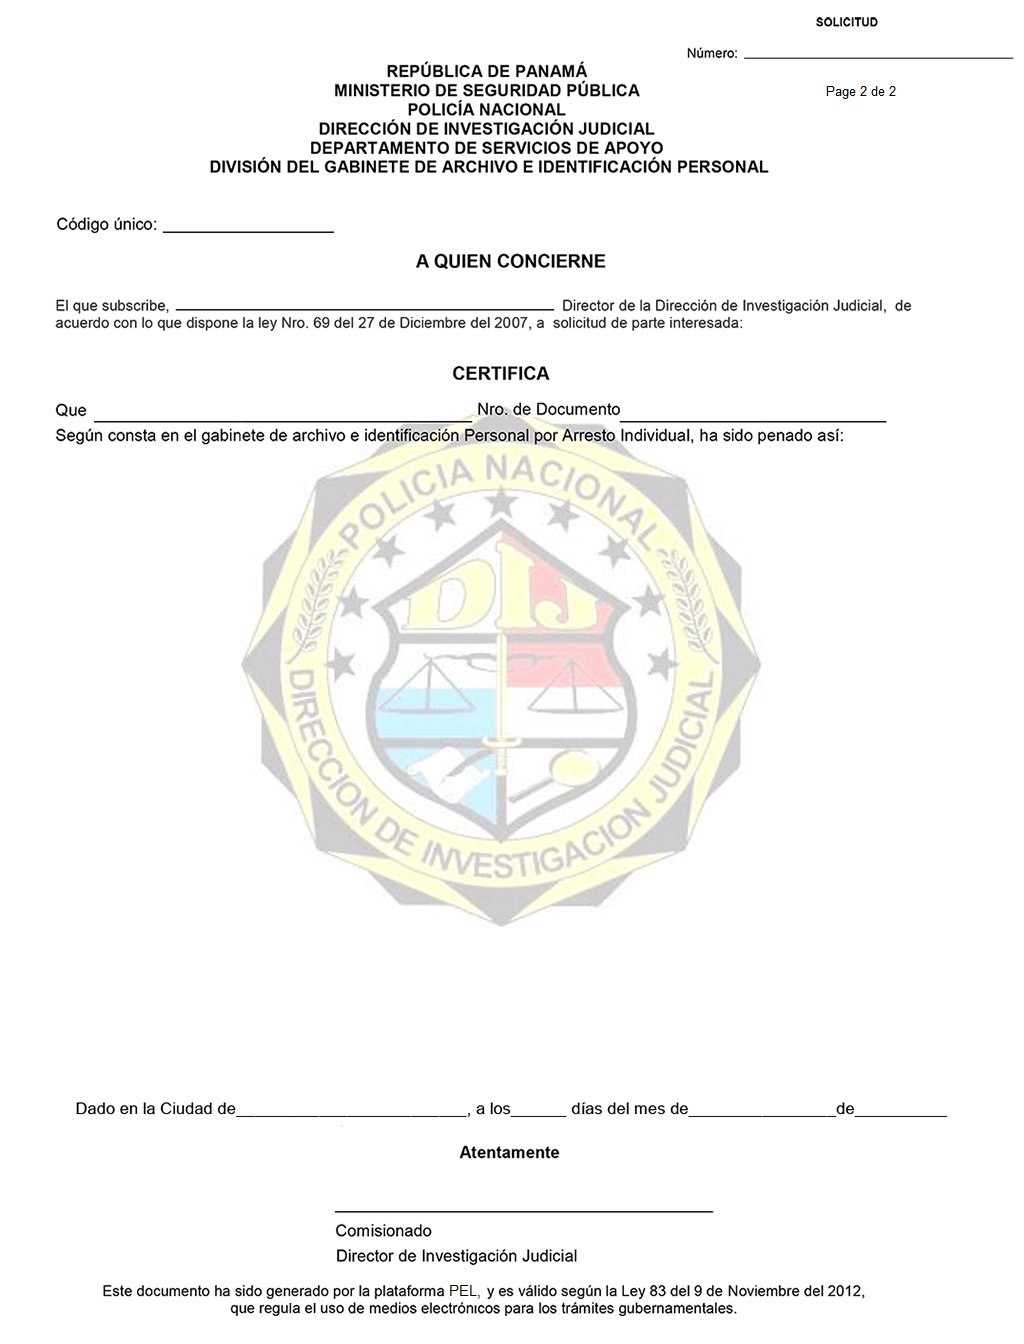 SOLICITUD
Número: ______________________
Page 2 de 2
REPÚBLICA DE PANAMÁ
MINISTERIO DE SEGURIDAD PÚBLICA
POLICÍA NACIONAL
DIRECCIÓN DE INVESTIGACIÓN JUDICIAL
DEPARTAMENTO DE SERVICIOS DE APOYO
DIVISIÓN DEL GABINETE DE ARCHIVO E IDENTIFICACIÓN PERSONAL
Código único: __________________
A QUIEN CONCIERNE
El que subscribe, ______________________ Director de la Dirección de Investigación Judicial, de
acuerdo con lo que dispone la ley Nro. 69 del 27 de Diciembre del 2007, a solicitud de parte interesada:
CERTIFICA
Que ______________________ Nro. de Documento______________________
Según consta en el gabinete de archivo e identificación Personal por Arresto Individual, ha sido penado así:
POLICIA NACIONAL
DIJ
DIRECCION DE INVESTIGACION JUDICIAL
Dado en la Ciudad de_________________________, a los______ días del mes de________________de__________
Atentamente
Comisionado
Director de Investigación Judicial
Este documento ha sido generado por la plataforma PEL, y es válido según la Ley 83 del 9 de Noviembre del 2012,
que regula el uso de medios electrónicos para los trámites gubernamentales.